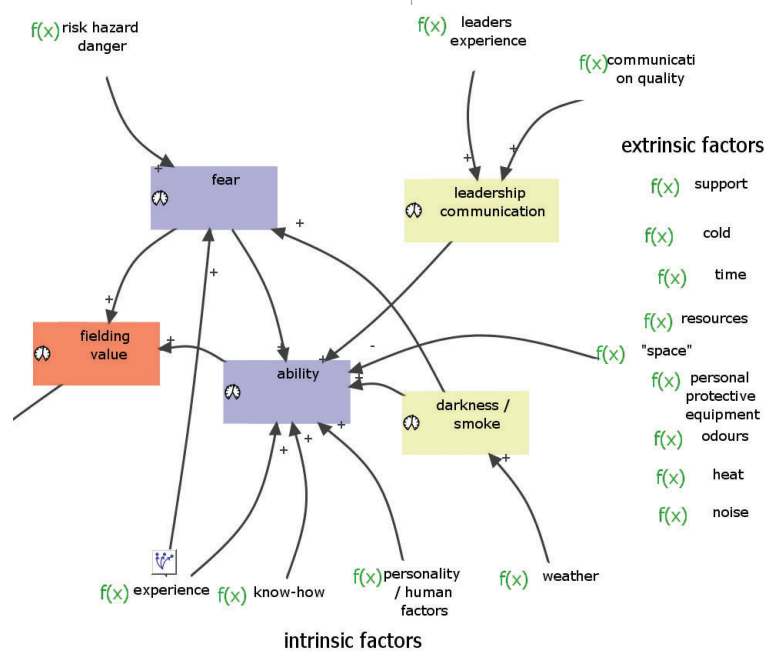 f(x) risk hazard
danger
f(x) leaders
experience
f(x) communicati
on quality
extrinsic factors
fear
+
+
+
+
+
leadership
communication
f(x) support
f(x) cold
f(x) time
f(x) resources
+
fielding
value
+
+
+
-
f(x) "space"
ability
+
darkness /
smoke
f(x) personal
protective
equipment
f(x) odours
+
+
+
+
f(x) heat
f(x) noise
f(x) experience
f(x) know-how
f(x) personality
/ human
factors
f(x) weather
intrinsic factors